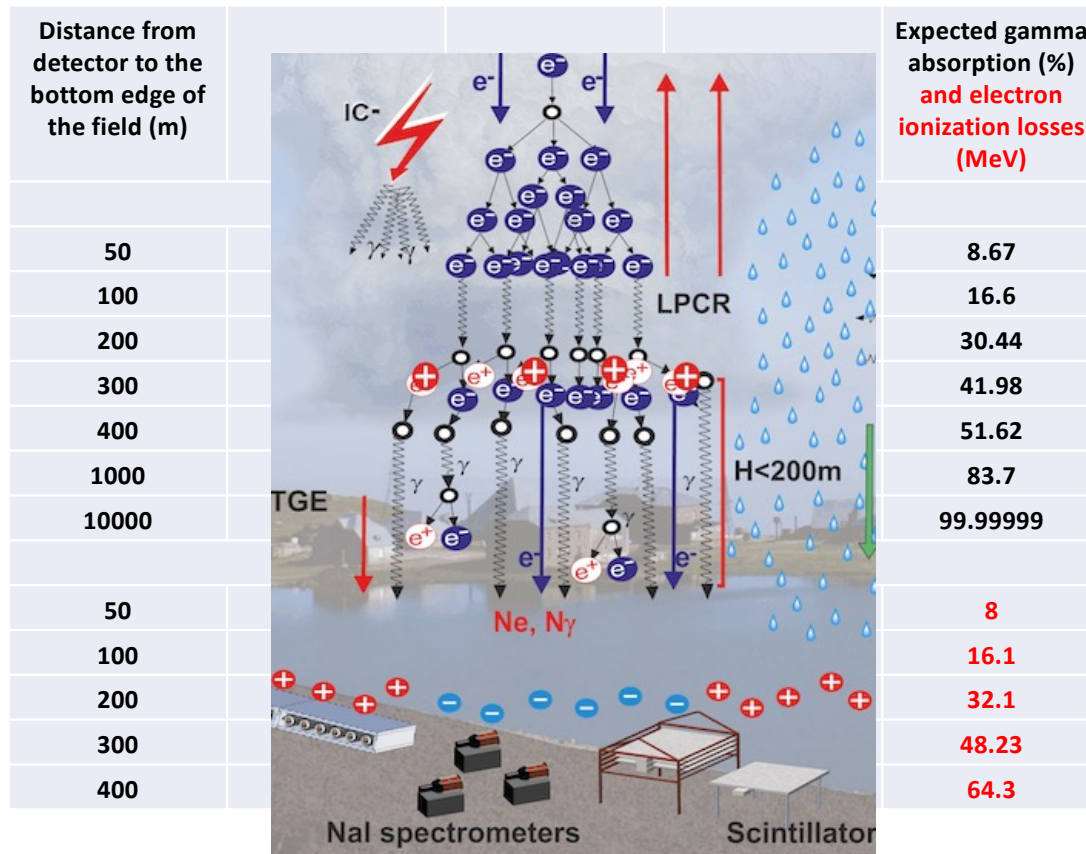 Distance from
detector to the
bottom edge of
the field (m)
Expected gamma
absorption (%)
and electron
ionization losses
(MeV)
e-
e-
e-
IC-
e- e- e-
e- e-
e- e- e-
γ γ
e- e- e- e- e- e- e-
LPCR
50 8.67
100 16.6
200 30.44
300 41.98
400 51.62
1000 83.7
10000 99.99999
+ e+ + + e+ +
e- e- e- e- e- e-
γ γ γ γ
H<200m
TGE
γ
e+ e-
e- e-
e+ e-
Ne, Nγ
50 8
100 16.1
200 32.1
300 48.23
400 64.3
+ + + + − − − − − + + + + +
NaI spectrometers
Scintillator